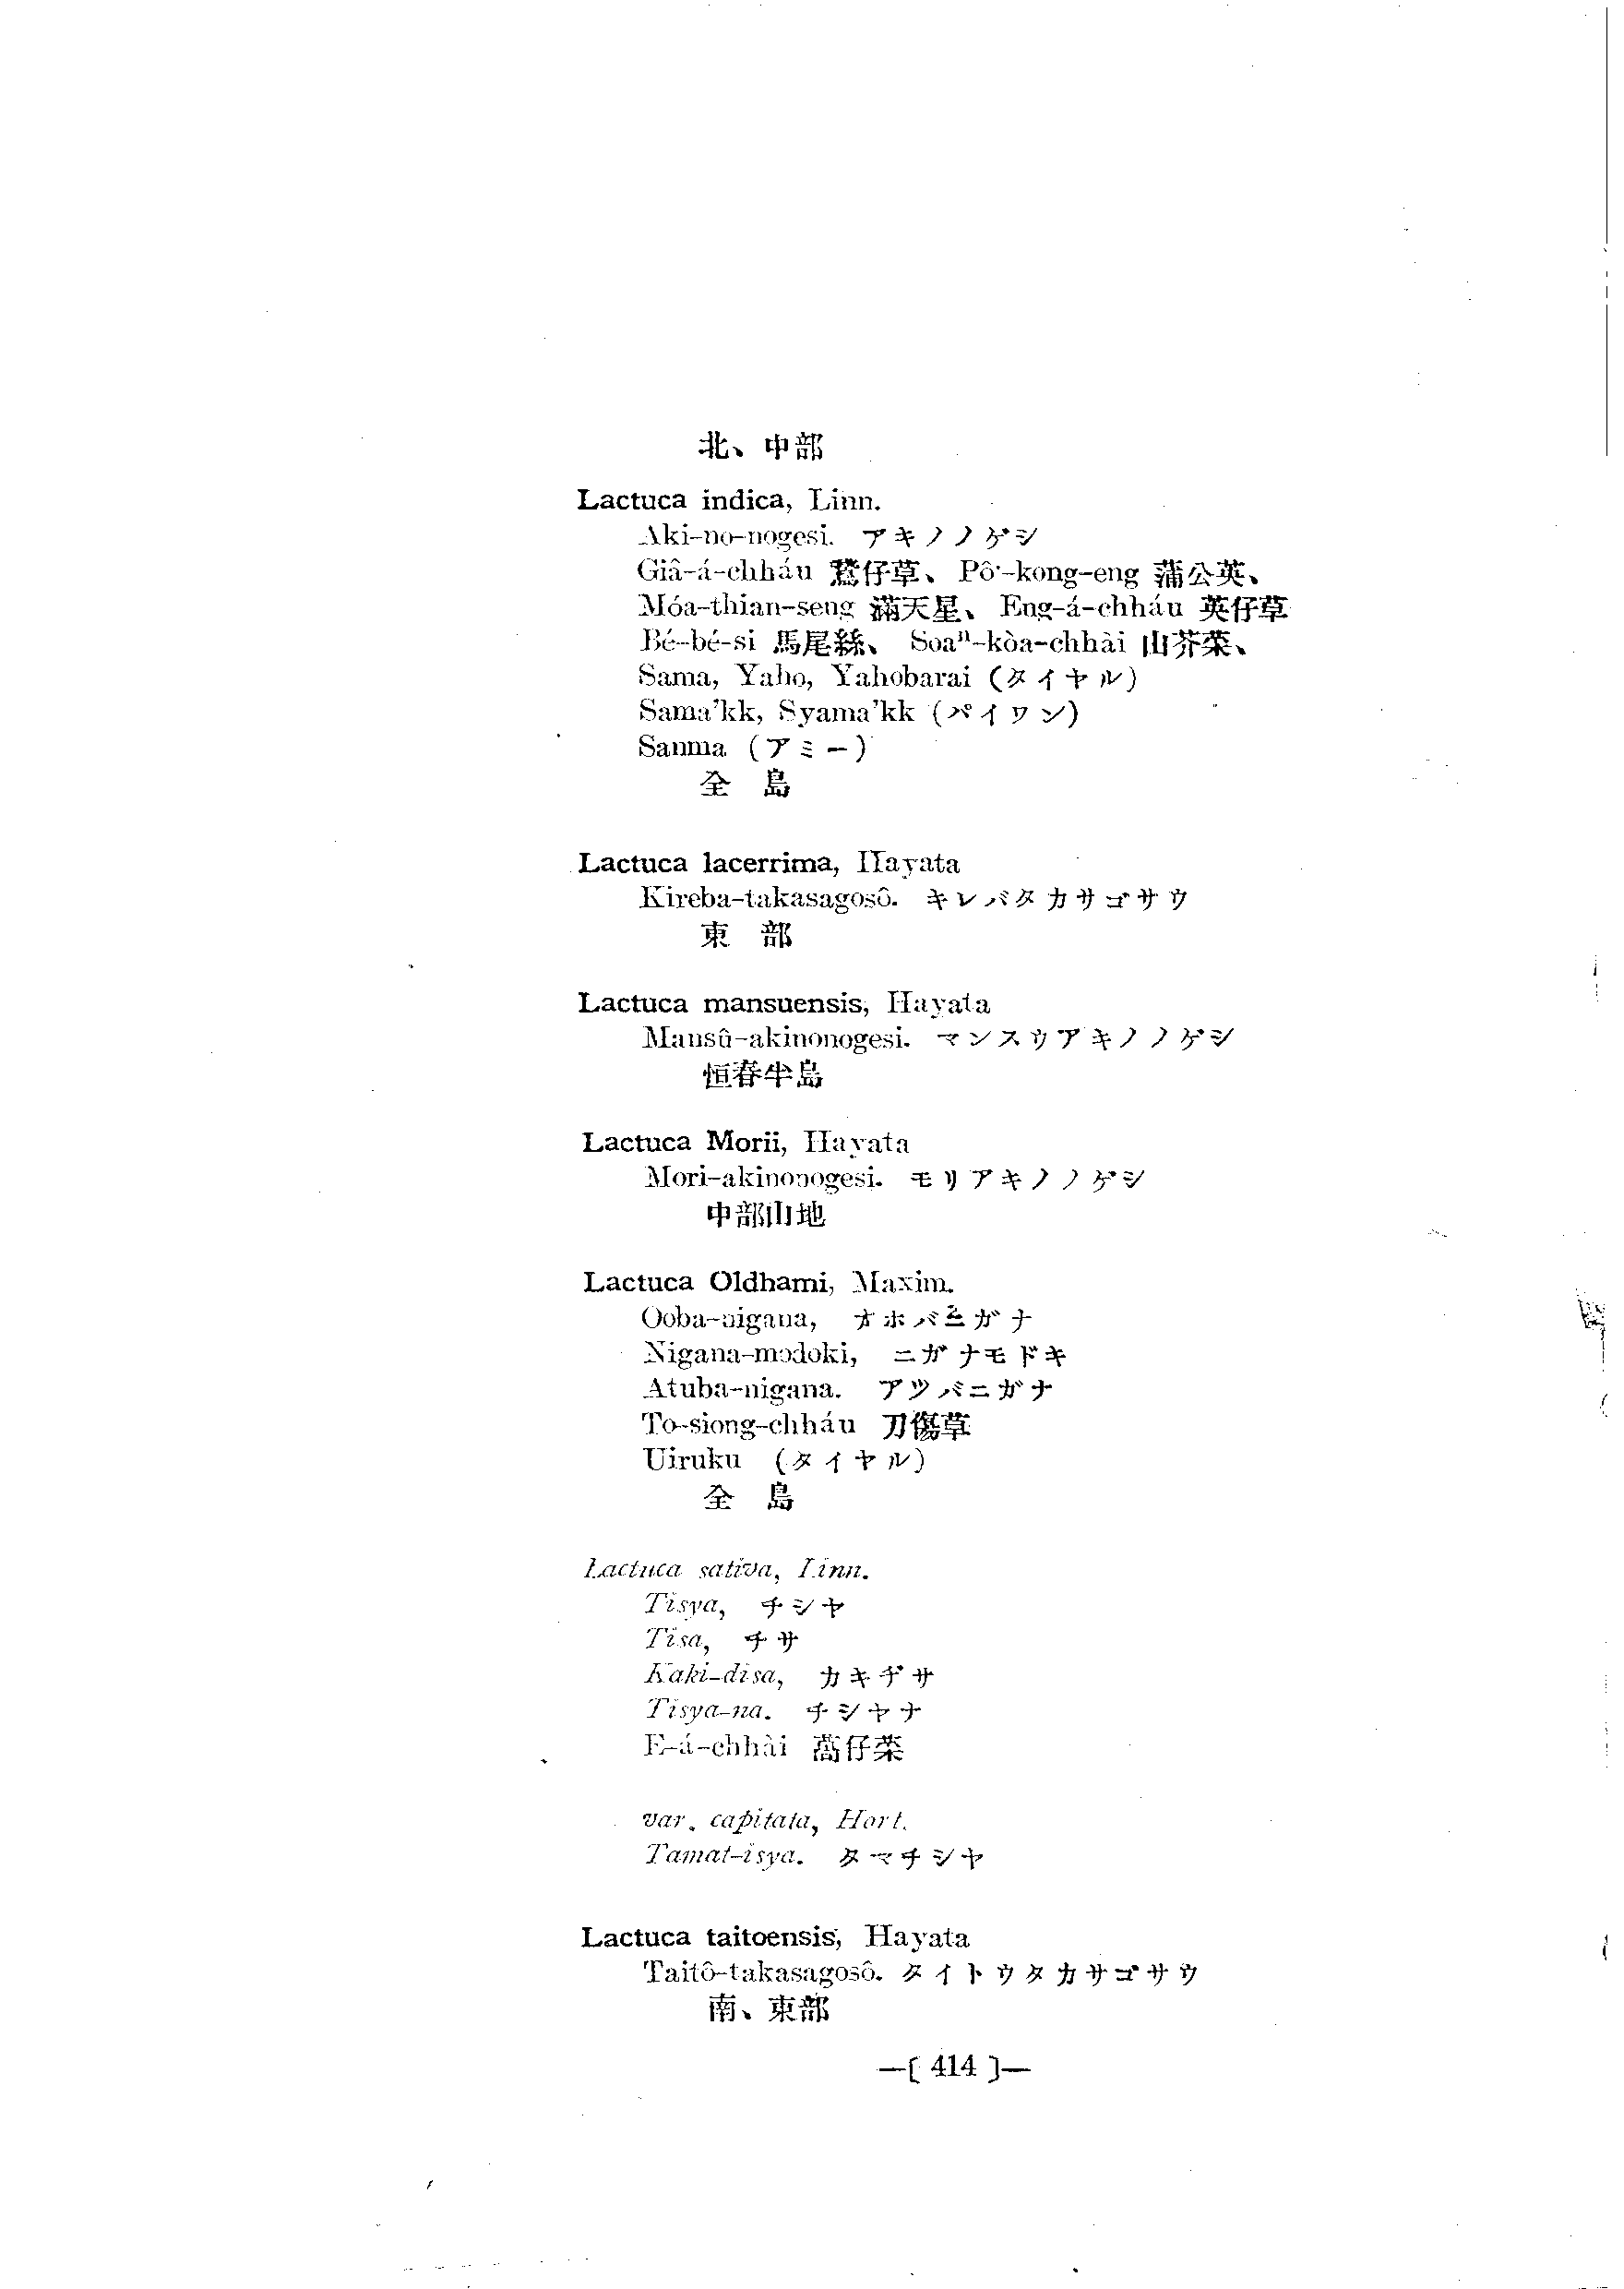 北、中部
Lactuca indica, Linn.
Aki-no-nogesi. アキノノゲシ
Giâ-á-chháu 鵞仔草、 Pô·-kong-eng 蒲公英、
Móa-thian-seng 滿天星、 Eng-á-chháu 英仔草
Bé-bé-si 馬尾絲、 Soaⁿ-kòa-chhài 山芥菜、
Sama, Yaho, Yahobarai (タイヤル)
Sama'kk, Syama'kk (パイワン)
Sanma (アミー)
全 島
Lactuca lacerrima, Hayata
Kireba-takasagosô. キレバタカサゴサウ
東 部
Lactuca mansuensis, Hayata
Mansû-akinonogesi. マンスウアキノノゲシ
恒春半島
Lactuca Morii, Hayata
Mori-akinonogesi. モリアキノノゲシ
中部山地
Lactuca Oldhami, Maxim.
Ooba-nigana, オホバニガナ
Nigana-modoki, ニガナモドキ
Atuba-nigana. アツバニガナ
To-siong-chháu 刀傷草
Uiruku (タイヤル)
全 島
Lactuca sativa, Linn.
Tisya, チシヤ
Tisa, チサ
Kaki-disa, カキヂサ
Tisya-na. チシヤナ
E-á-chhài 萵仔菜
var. capitata, Hort.
Tamat-isya. タマチシヤ
Lactuca taitoensis, Hayata
Taitô-takasagosô. タイトウタカサゴサウ
南、東部
—( 414 )—